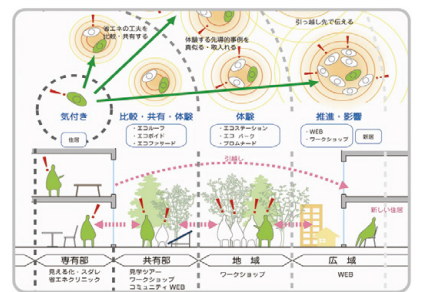 省エネの工夫を
比較・共有する
体験する先導的事例を
真似る・取入れる
引っ越し先で伝える
気付き
比較・共有・体験
体験
推進・影響
住居
・エコルーフ
・エコボイド
・エコファサード
・エコステーション
・エコ パーク
・プロムナード
・WEB
・ワークショップ
新居
引越し
新しい住居
専有部
共有部
地 域
広 域
見える化・スダレ
省エネクリニック
見学ツアー
ワークショップ
コミュニティ WEB
ワークショップ
WEB